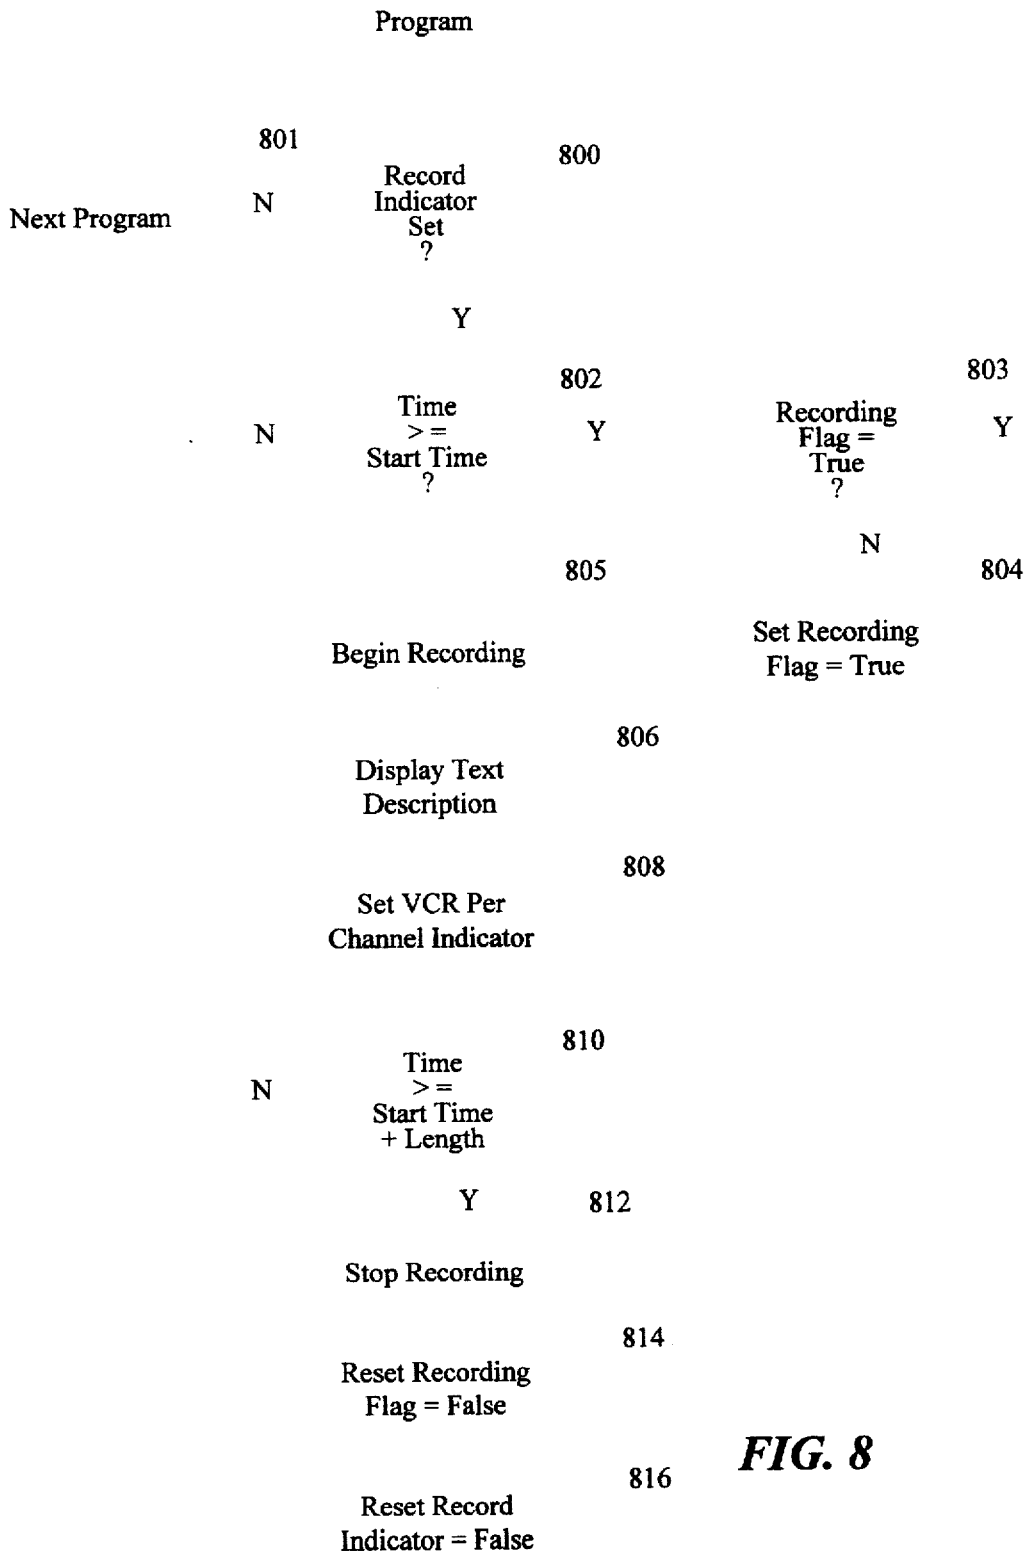 Program
801
800
Record
Indicator
Set
?
N
Next Program
Y
802
803
Time
> =
Start Time
?
N
Y
Recording
Flag =
True
?
Y
N
805
804
Begin Recording
Set Recording
Flag = True
806
Display Text
Description
808
Set VCR Per
Channel Indicator
810
Time
> =
Start Time
+ Length
N
Y
812
Stop Recording
814
Reset Recording
Flag = False
FIG. 8
816
Reset Record
Indicator = False